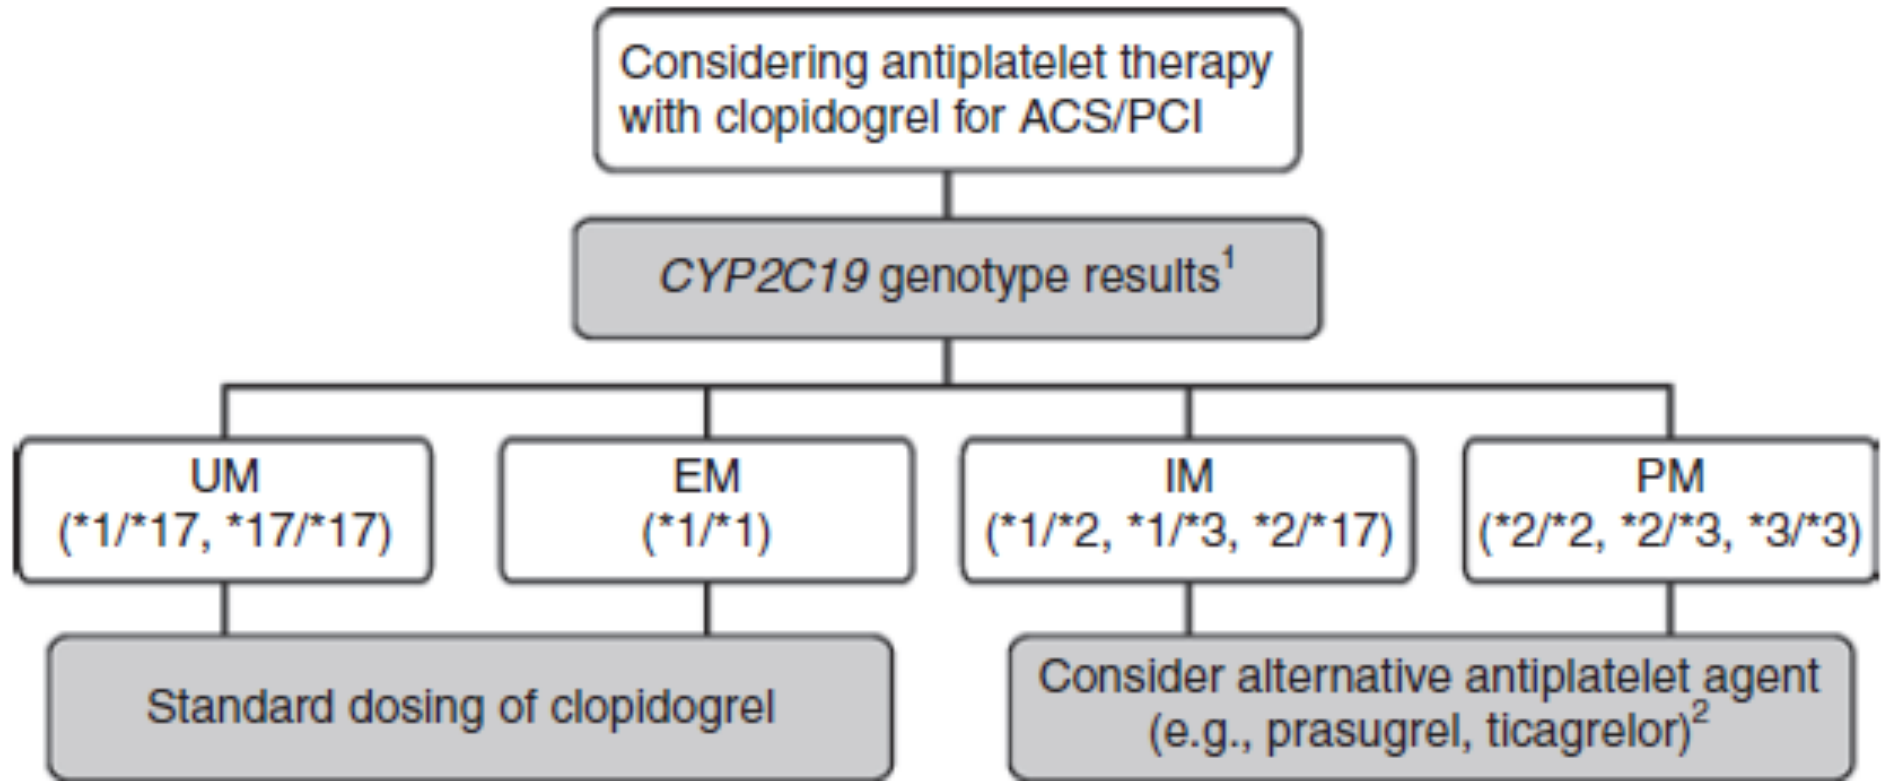 Considering antiplatelet therapy
with clopidogrel for ACS/PCI
CYP2C19 genotype results¹
UM
(*1/*17, *17/*17)
EM
(*1/*1)
IM
(*1/*2, *1/*3, *2/*17)
PM
(*2/*2, *2/*3, *3/*3)
Standard dosing of clopidogrel
Consider alternative antiplatelet agent
(e.g., prasugrel, ticagrelor)²